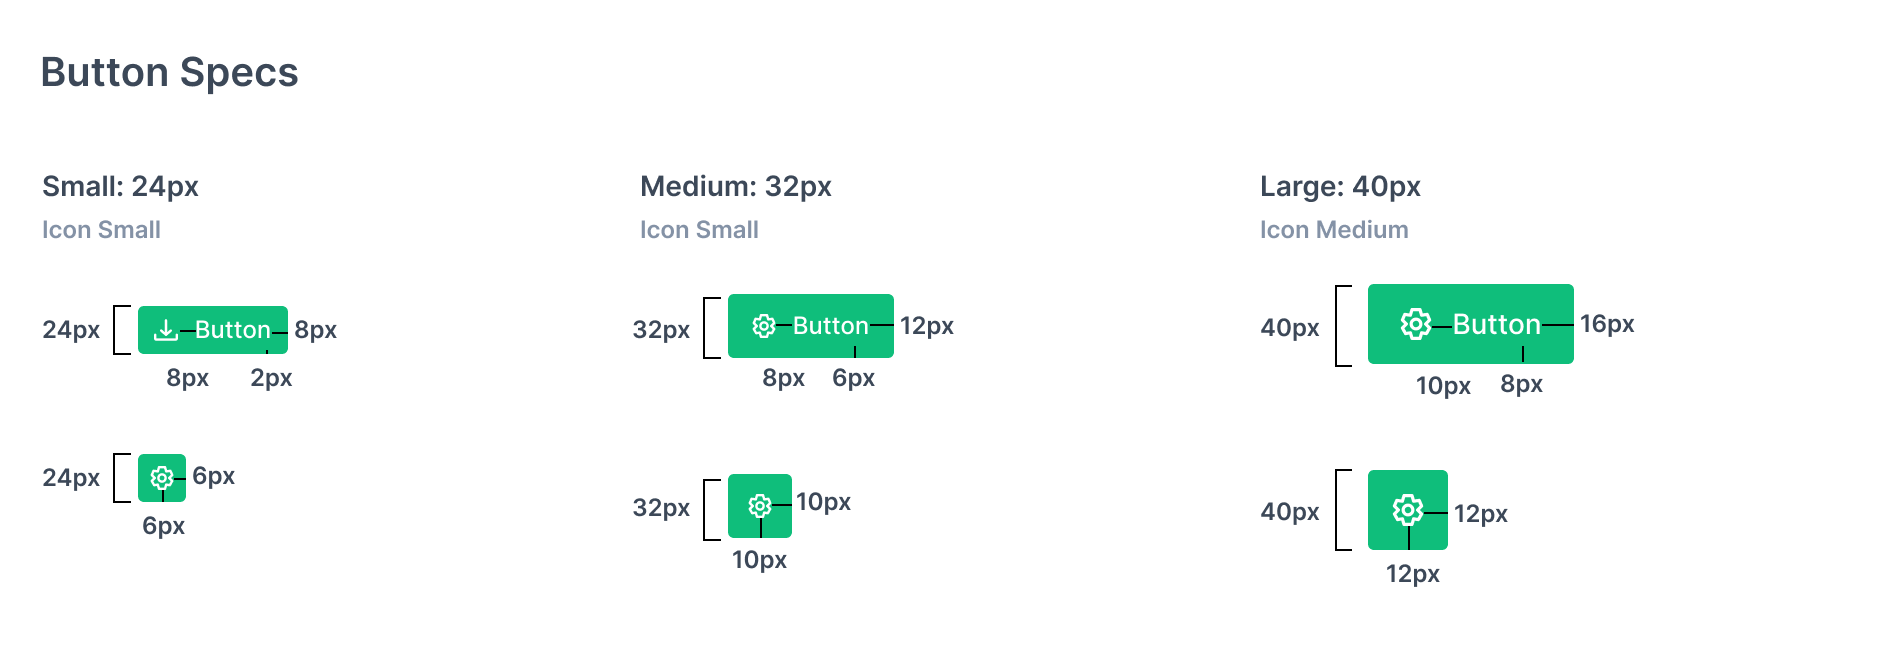 Button Specs
Small: 24px
Icon Small
24px
Button
8px
8px
2px
24px
6px
6px
Medium: 32px
Icon Small
32px
Button
12px
8px
6px
32px
10px
10px
Large: 40px
Icon Medium
40px
Button
16px
10px
8px
40px
12px
12px